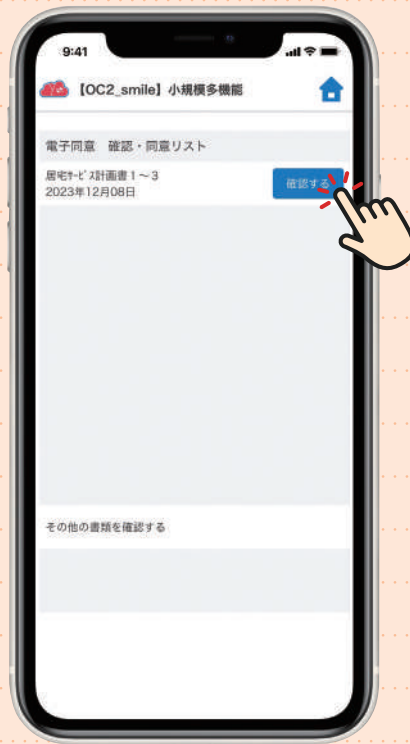 9:41
【OC2_smile】小規模多機能
電子同意 確認・同意リスト
居宅ｻｰﾋﾞｽ計画書1～3
確認する
2023年12月08日
その他の書類を確認する